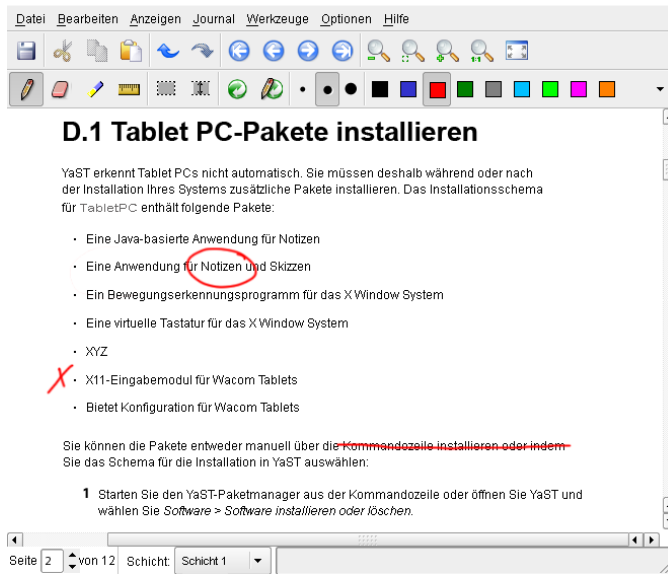 Datei Bearbeiten Anzeigen Journal Werkzeuge Optionen Hilfe
D.1 Tablet PC-Pakete installieren
YaST erkennt Tablet PCs nicht automatisch. Sie müssen deshalb während oder nach
der Installation Ihres Systems zusätzliche Pakete installieren. Das Installationsschema
für TabletPC enthält folgende Pakete:
· Eine Java-basierte Anwendung für Notizen
· Eine Anwendung für Notizen und Skizzen
· Ein Bewegungserkennungsprogramm für das X Window System
· Eine virtuelle Tastatur für das X Window System
· XYZ
X · X11-Eingabemodul für Wacom Tablets
· Bietet Konfiguration für Wacom Tablets
Sie können die Pakete entweder manuell über die Kommandozeile installieren oder indem
Sie das Schema für die Installation in YaST auswählen:
1 Starten Sie den YaST-Paketmanager aus der Kommandozeile oder öffnen Sie YaST und
wählen Sie Software > Software installieren oder löschen.
Seite 2 von 12 Schicht: Schicht 1